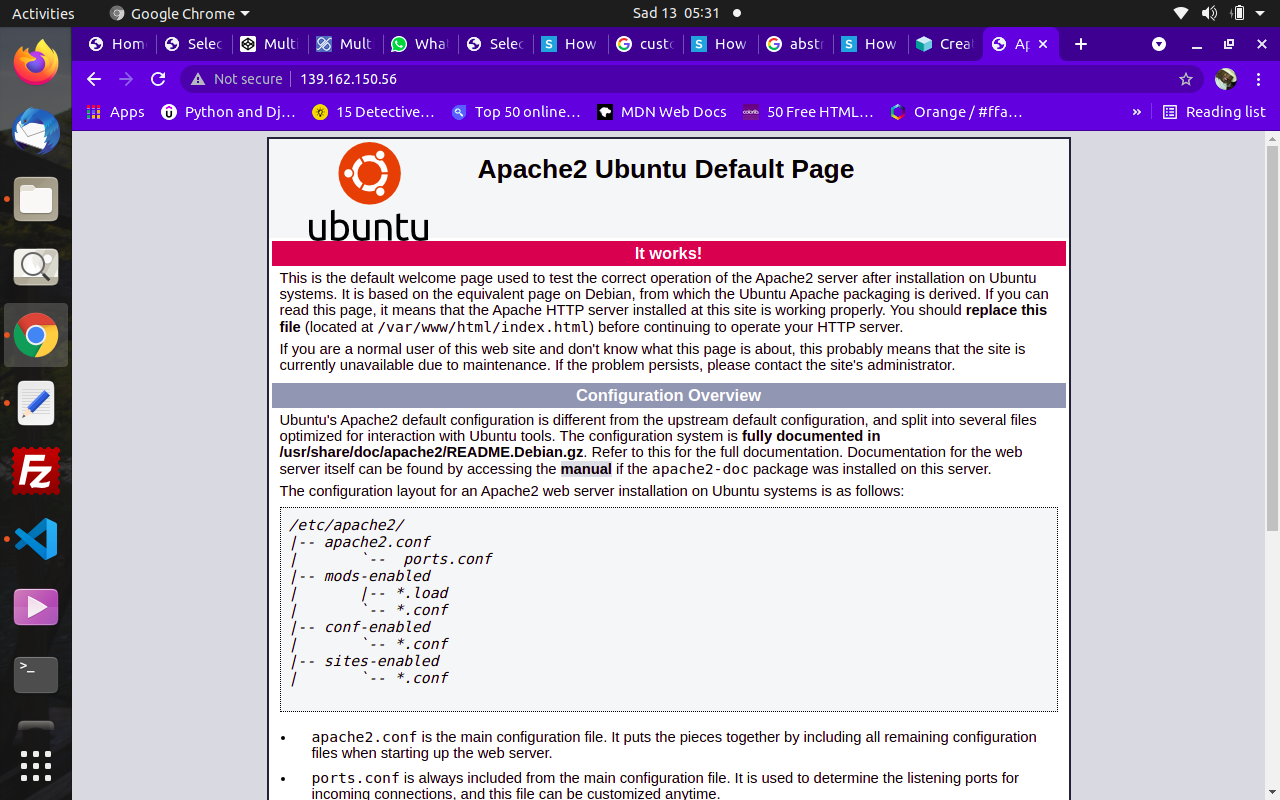 Activities
Google Chrome
Sad 13 05:31
Home
Selec
Multi
Mult
What
Selec
How
custo
How
abstr
How
Creat
Ap
Not secure
139.162.150.56
Apps
Python and Dj…
15 Detective…
Top 50 online…
MDN Web Docs
50 Free HTML…
Orange / #ffa…
»
Reading list
ubuntu
Apache2 Ubuntu Default Page
It works!
This is the default welcome page used to test the correct operation of the Apache2 server after installation on Ubuntu
systems. It is based on the equivalent page on Debian, from which the Ubuntu Apache packaging is derived. If you can
read this page, it means that the Apache HTTP server installed at this site is working properly. You should replace this
file (located at /var/www/html/index.html) before continuing to operate your HTTP server.
If you are a normal user of this web site and don't know what this page is about, this probably means that the site is
currently unavailable due to maintenance. If the problem persists, please contact the site's administrator.
Configuration Overview
Ubuntu's Apache2 default configuration is different from the upstream default configuration, and split into several files
optimized for interaction with Ubuntu tools. The configuration system is fully documented in
/usr/share/doc/apache2/README.Debian.gz. Refer to this for the full documentation. Documentation for the web
server itself can be found by accessing the manual if the apache2-doc package was installed on this server.
The configuration layout for an Apache2 web server installation on Ubuntu systems is as follows:
/etc/apache2/
|-- apache2.conf
|       `--  ports.conf
|-- mods-enabled
|       |-- *.load
|       `-- *.conf
|-- conf-enabled
|       `-- *.conf
|-- sites-enabled
|       `-- *.conf
• apache2.conf is the main configuration file. It puts the pieces together by including all remaining configuration
files when starting up the web server.
• ports.conf is always included from the main configuration file. It is used to determine the listening ports for
incoming connections, and this file can be customized anytime.